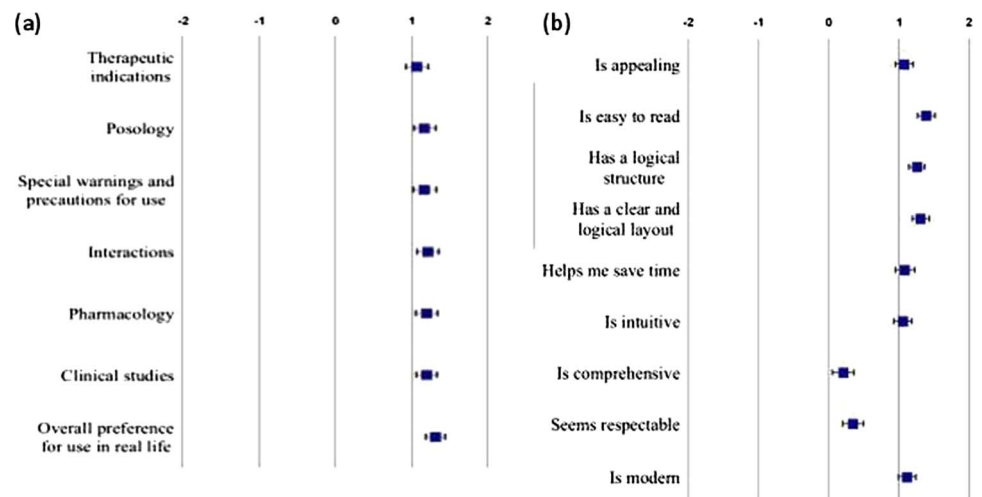 (a)
-2 -1 0 1 2
Therapeutic
indications
Posology
Special warnings and
precautions for use
Interactions
Pharmacology
Clinical studies
Overall preference
for use in real life
(b)
-2 -1 0 1 2
Is appealing
Is easy to read
Has a logical
structure
Has a clear and
logical layout
Helps me save time
Is intuitive
Is comprehensive
Seems respectable
Is modern